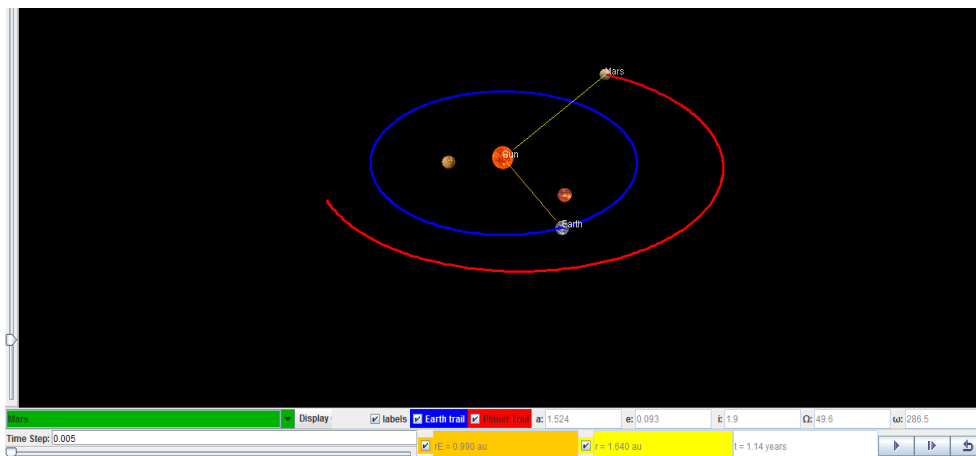 Mars
Sun
Earth
Mars Display labels Earth trail Planet Trail a: 1.524 e: 0.093 i: 1.9 Ω: 49.6 ω: 286.5
Time Step: 0.005 rE = 0.990 au r = 1.640 au t = 1.14 years